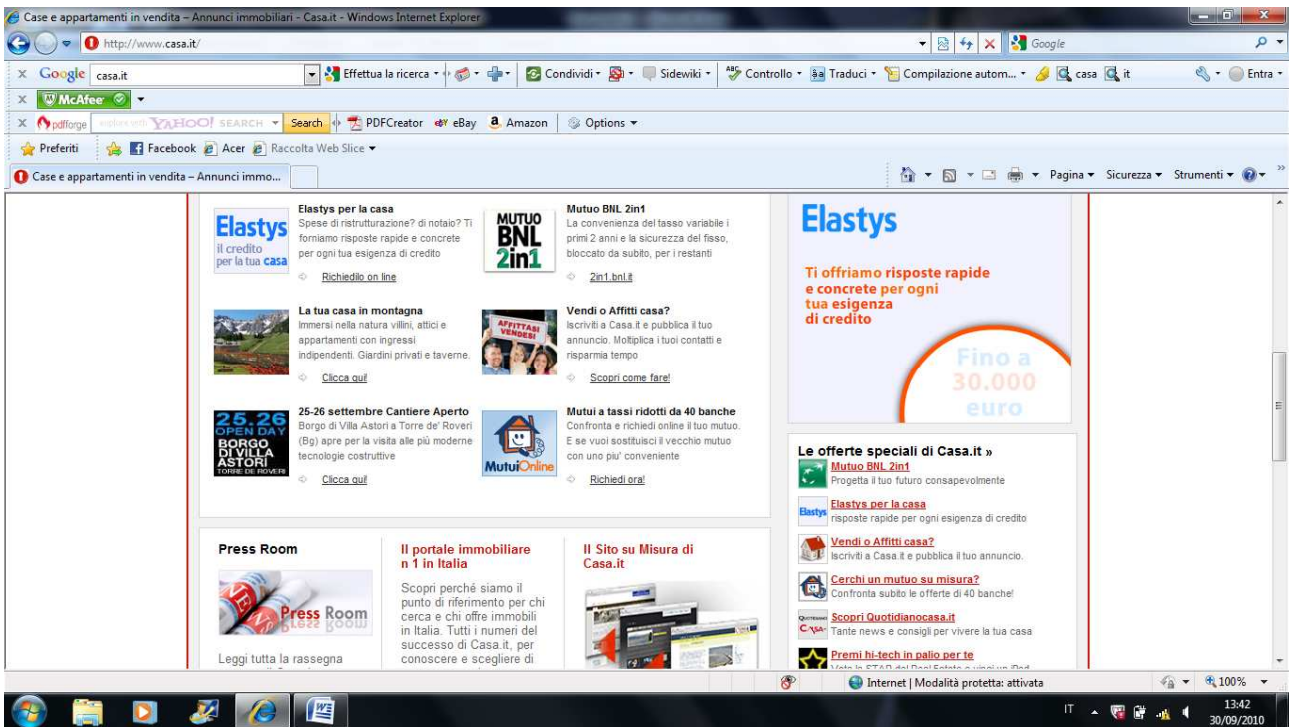 Case e appartamenti in vendita – Annunci immobiliari - Casa.it - Windows Internet Explorer
http://www.casa.it/
Google
X Google casa.it Effettua la ricerca Condividi Sidewiki Controllo Traduci Compilazione autom... casa it Entra
X McAfee
X pdfforge YAHOO! SEARCH Search PDFCreator eBay Amazon Options
Preferiti Facebook Acer Raccolta Web Slice
Case e appartamenti in vendita – Annunci immo...
Pagina Sicurezza Strumenti
Elastys
il credito
per la tua casa
Elastys per la casa
Spese di ristrutturazione? di notaio? Ti
forniamo risposte rapide e concrete
per ogni tua esigenza di credito
Richiedilo on line
MUTUO
BNL
2in1
Mutuo BNL 2in1
La convenienza del tasso variabile i
primi 2 anni e la sicurezza del fisso,
bloccato da subito, per i restanti
2in1.bnl.it
La tua casa in montagna
Immersi nella natura villini, attici e
appartamenti con ingressi
indipendenti. Giardini privati e taverne.
Clicca qui!
AFFITTASI
VENDESI
Vendi o Affitti casa?
Iscriviti a Casa.it e pubblica il tuo
annuncio. Moltiplica i tuoi contatti e
risparmia tempo
Scopri come fare!
25.26
OPEN DAY
BORGO
DI VILLA
ASTORI
TORRE DE ROVERI
25-26 settembre Cantiere Aperto
Borgo di Villa Astori a Torre de' Roveri
(Bg) apre per la visita alle più moderne
tecnologie costruttive
Clicca qui!
MutuiOnline
Mutui a tassi ridotti da 40 banche
Confronta e richiedi online il tuo mutuo.
E se vuoi sostituisci il vecchio mutuo
con uno piu' conveniente
Richiedi ora!
Elastys
Ti offriamo risposte rapide
e concrete per ogni
tua esigenza
di credito
Fino a
30.000
euro
Le offerte speciali di Casa.it »
Mutuo BNL 2in1
Progetta il tuo futuro consapevolmente
Elastys
Elastys per la casa
risposte rapide per ogni esigenza di credito
Vendi o Affitti casa?
Iscriviti a Casa.it e pubblica il tuo annuncio.
Cerchi un mutuo su misura?
Confronta subito le offerte di 40 banche!
Scopri Quotidianocasa.it
Tante news e consigli per vivere la tua casa
Premi hi-tech in palio per te
Vota la STAR del Real Estate e vinci un iPod
Press Room
Press Room
Leggi tutta la rassegna
Il portale immobiliare
n 1 in Italia
Scopri perché siamo il
punto di riferimento per chi
cerca e chi offre immobili
in Italia. Tutti i numeri del
successo di Casa.it, per
conoscere e scegliere di
Il Sito su Misura di
Casa.it
Internet | Modalità protetta: attivata
100%
IT
13:42
30/09/2010